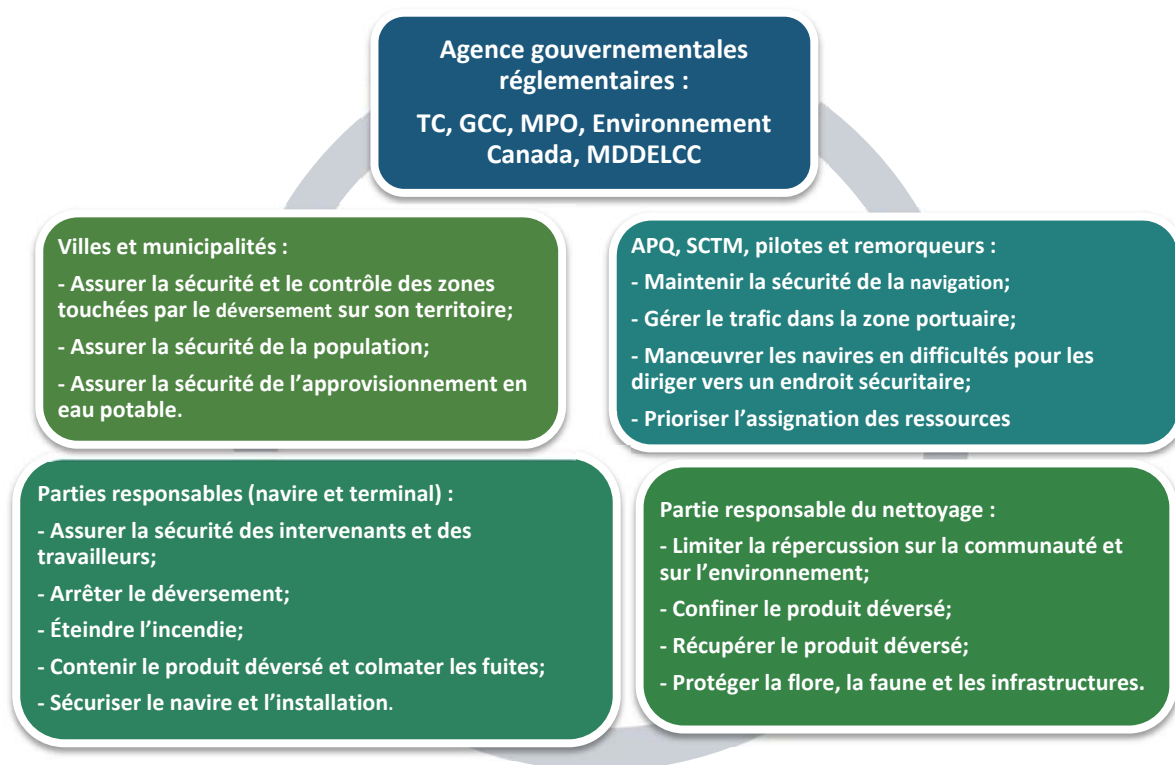 Agence gouvernementales
réglementaires :
TC, GCC, MPO, Environnement
Canada, MDDELCC
Villes et municipalités :
- Assurer la sécurité et le contrôle des zones
touchées par le déversement sur son territoire;
- Assurer la sécurité de la population;
- Assurer la sécurité de l’approvisionnement en
eau potable.
APQ, SCTM, pilotes et remorqueurs :
- Maintenir la sécurité de la navigation;
- Gérer le trafic dans la zone portuaire;
- Manœuvrer les navires en difficultés pour les
diriger vers un endroit sécuritaire;
- Prioriser l’assignation des ressources
Parties responsables (navire et terminal) :
- Assurer la sécurité des intervenants et des
travailleurs;
- Arrêter le déversement;
- Éteindre l’incendie;
- Contenir le produit déversé et colmater les fuites;
- Sécuriser le navire et l’installation.
Partie responsable du nettoyage :
- Limiter la répercussion sur la communauté et
sur l’environnement;
- Confiner le produit déversé;
- Récupérer le produit déversé;
- Protéger la flore, la faune et les infrastructures.